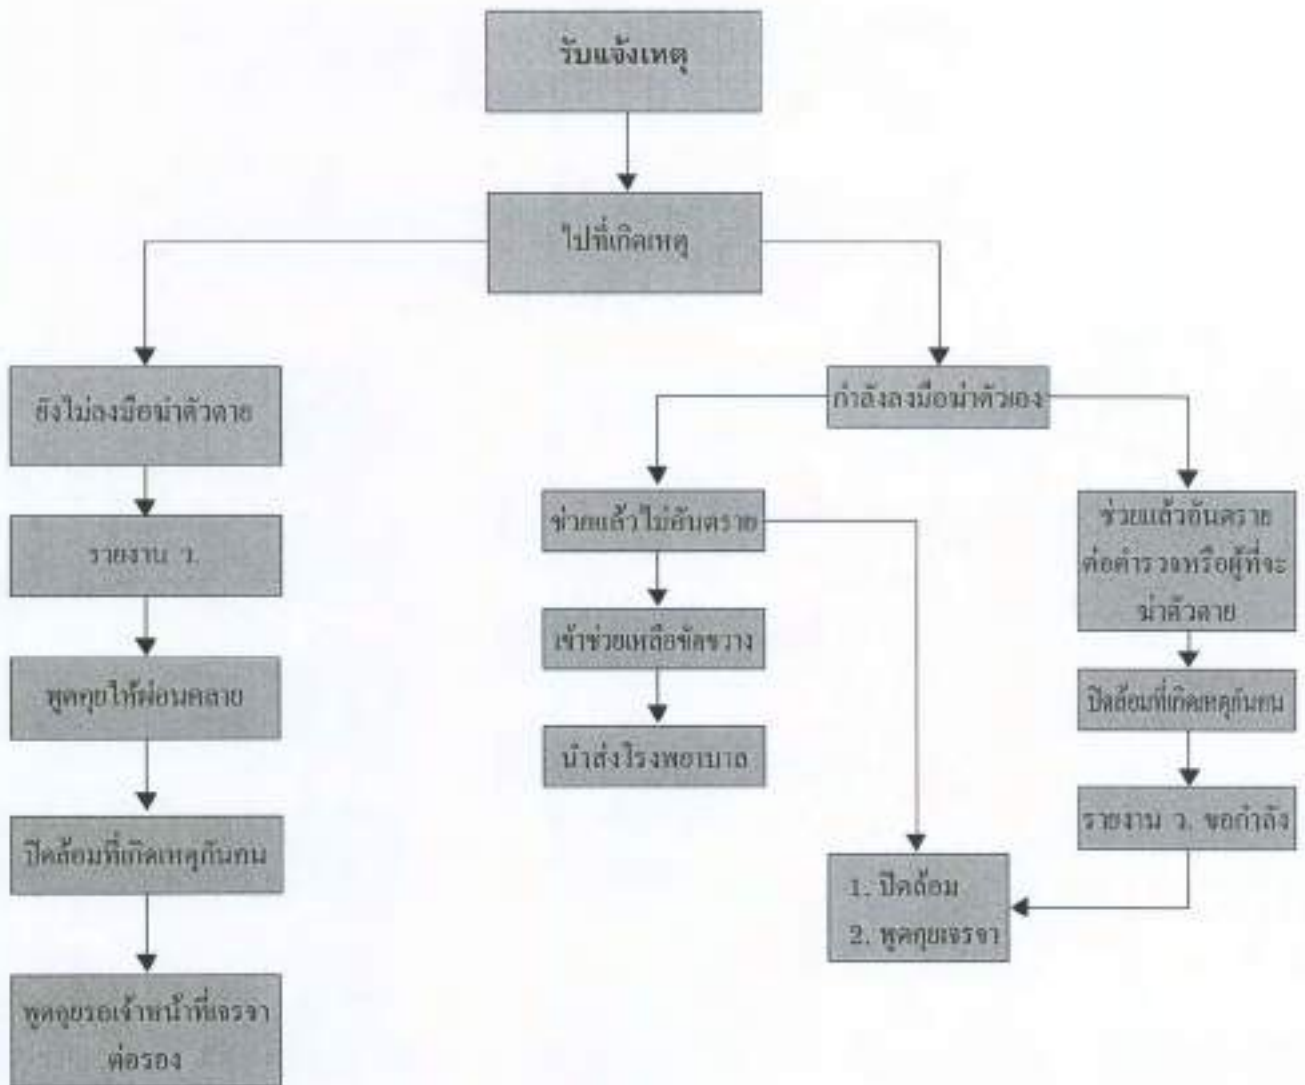 รับแจ้งเหตุ
ไปที่เกิดเหตุ
ยังไม่ลงมือฆ่าตัวตาย
รายงาน ว.
พูดคุยให้ผ่อนคลาย
ปิดล้อมที่เกิดเหตุกันคน
พูดคุยรอเจ้าหน้าที่เจรจา
ต่อรอง
กำลังลงมือฆ่าตัวเอง
ช่วยแล้วไม่อันตราย
เข้าช่วยเหลือขัดขวาง
นำส่งโรงพยาบาล
ช่วยแล้วอันตราย
ต่อตำรวจหรือผู้ที่จะ
ฆ่าตัวตาย
ปิดล้อมที่เกิดเหตุกันคน
รายงาน ว. ขอกำลัง
1. ปิดล้อม
2. พูดคุยเจรจา